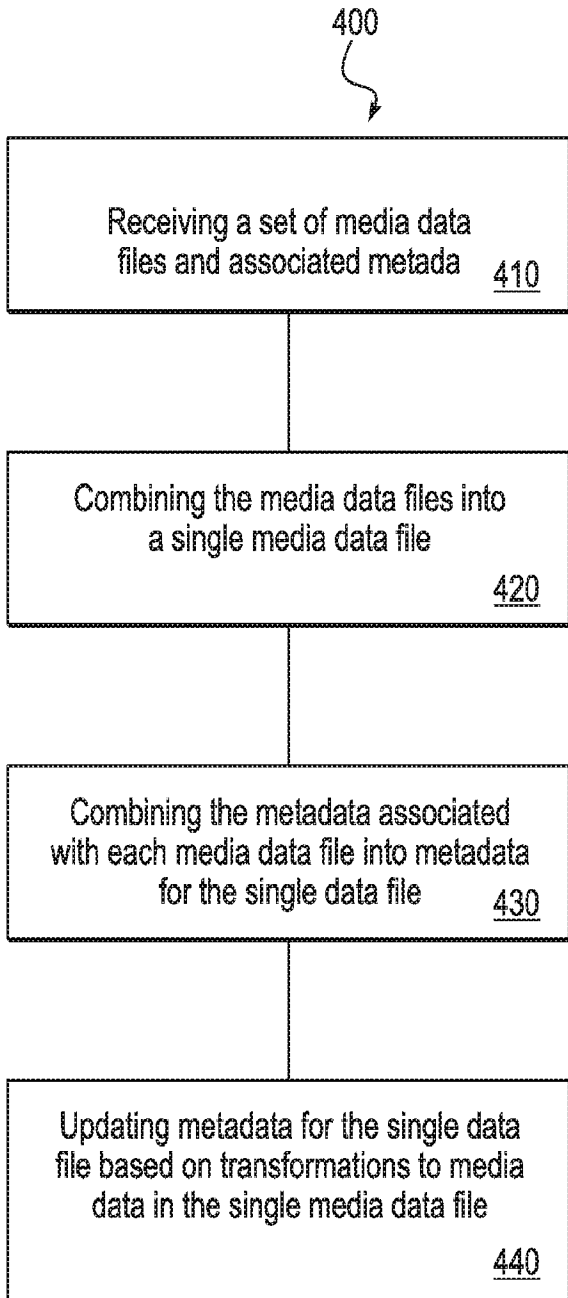 400
Receiving a set of media data
files and associated metada
410
Combining the media data files into
a single media data file
420
Combining the metadata associated
with each media data file into metadata
for the single data file
430
Updating metadata for the single data
file based on transformations to media
data in the single media data file
440